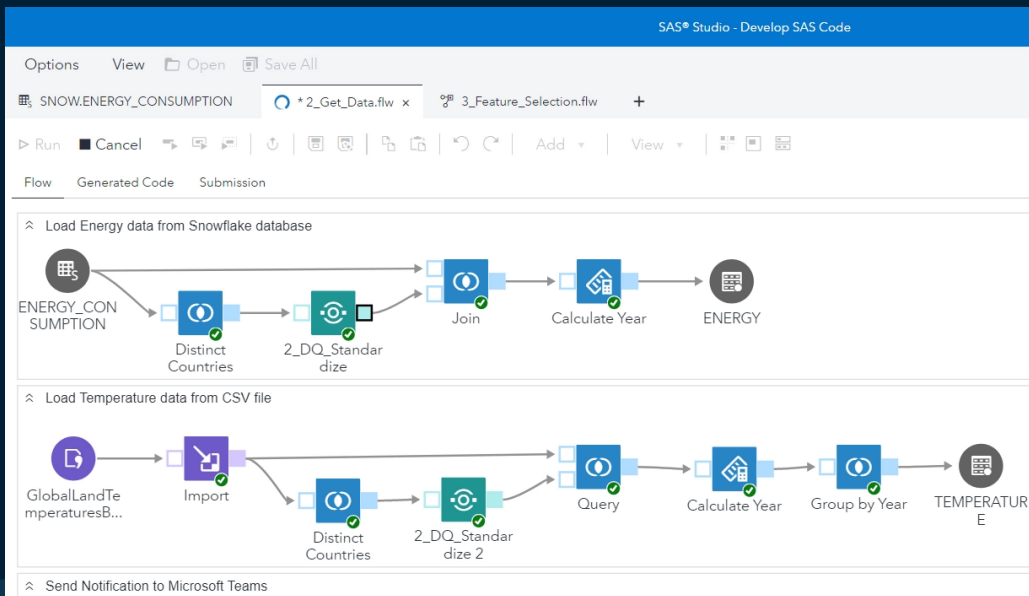 SAS® Studio - Develop SAS Code
Options View Open Save All
SNOW.ENERGY_CONSUMPTION * 2_Get_Data.flw × 3_Feature_Selection.flw +
Run Cancel Add View
Flow Generated Code Submission
Load Energy data from Snowflake database
ENERGY_CON
SUMPTION
Distinct
Countries
2_DQ_Standar
dize
Join
Calculate Year
ENERGY
Load Temperature data from CSV file
GlobalLandTe
mperaturesB...
Import
Distinct
Countries
2_DQ_Standar
dize 2
Query
Calculate Year
Group by Year
TEMPERATUR
E
Send Notification to Microsoft Teams